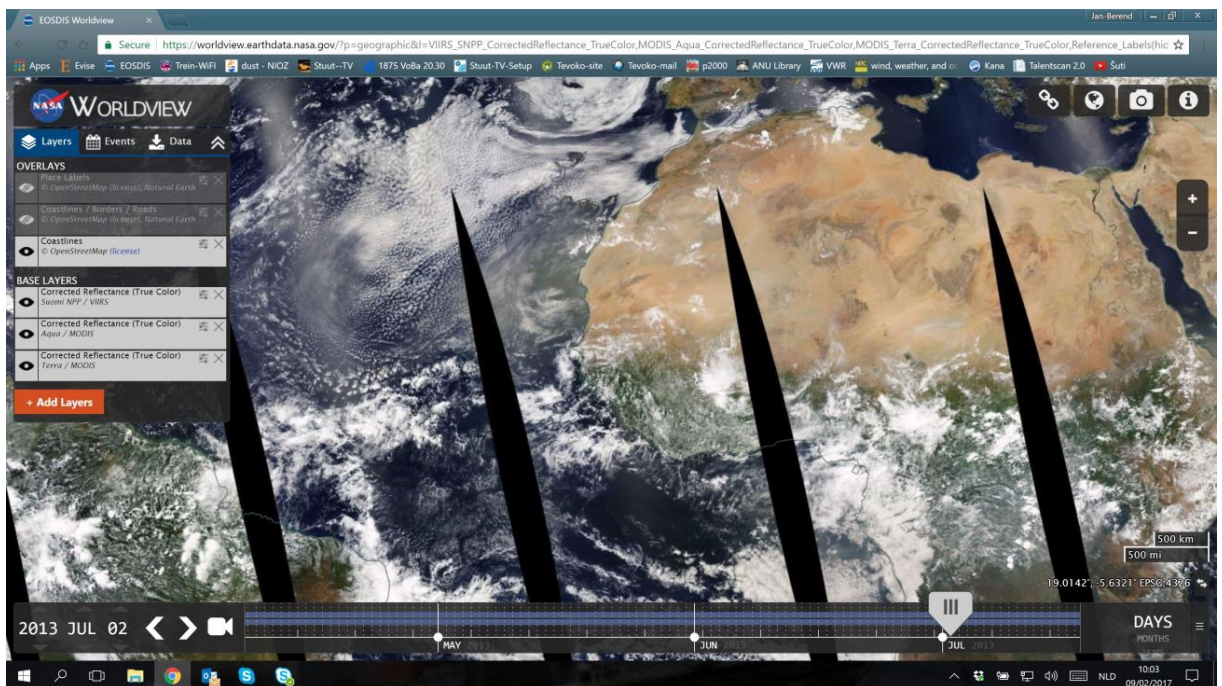 EOSDIS Worldview
Jan-Berend
Secure | https://worldview.earthdata.nasa.gov/?p=geographic&l=VIIRS_SNPP_CorrectedReflectance_TrueColor,MODIS_Aqua_CorrectedReflectance_TrueColor,MODIS_Terra_CorrectedReflectance_TrueColor,Reference_Labels(hid
Apps Evise EOSDIS Trein-WiFI dust - NIOZ Stuut--TV 1875 VoBa 20.30 Stuut-TV-Setup Tevoko-site Tevoko-mail p2000 ANU Library VWR wind, weather, and oc Kana Talentscan 2.0 Šuti
NASA WORLDVIEW
Layers Events Data
OVERLAYS
Place Labels
© OpenStreetMap (license), Natural Earth
Coastlines / Borders / Roads
© OpenStreetMap (license), Natural Earth
Coastlines
© OpenStreetMap (license)
BASE LAYERS
Corrected Reflectance (True Color)
Suomi NPP / VIIRS
Corrected Reflectance (True Color)
Aqua / MODIS
Corrected Reflectance (True Color)
Terra / MODIS
+ Add Layers
500 km
500 mi
19.0142°, -5.6321° EPSG:4326
2013 JUL 02
MAY 2013
JUN 2013
JUL 2013
DAYS
MONTHS
NLD
10:03
09/02/2017